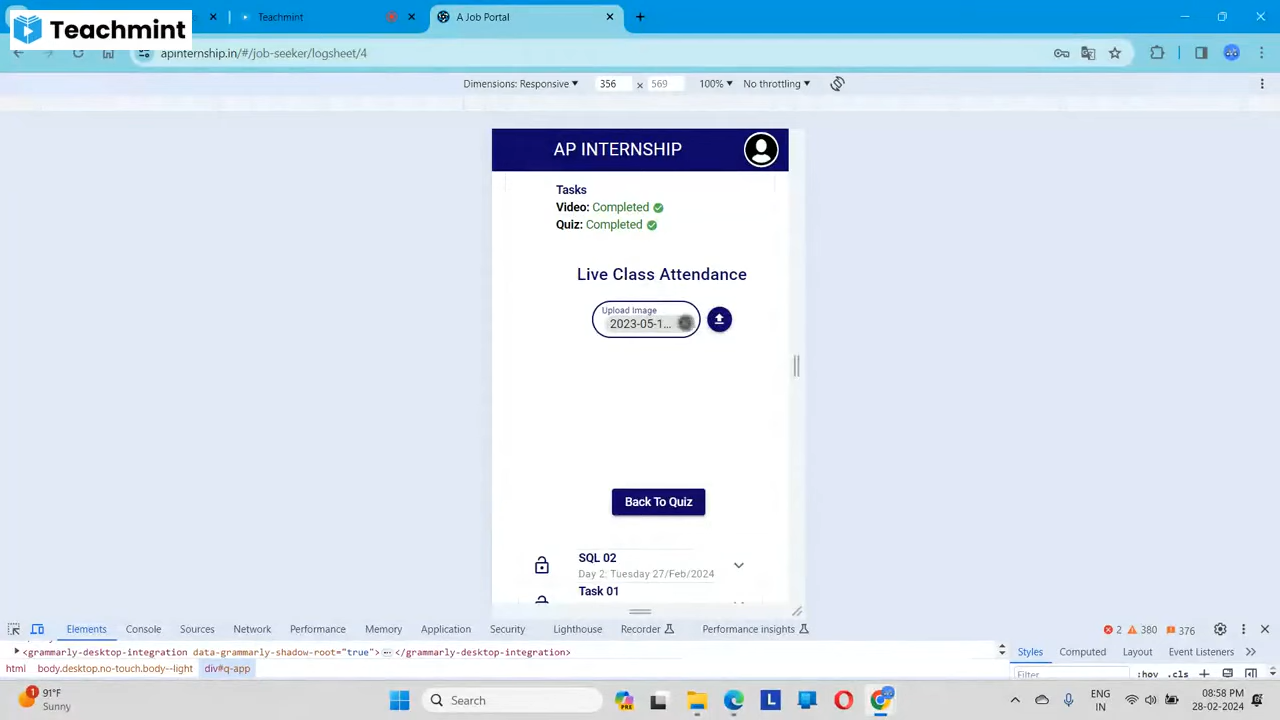 Teachmint
Teachmint
A Job Portal
apinternship.in/#/job-seeker/logsheet/4
Dimensions: Responsive
356 x 569
100%
No throttling
AP INTERNSHIP
Tasks
Video: Completed
Quiz: Completed
Live Class Attendance
Upload Image
2023-05-1...
Back To Quiz
SQL 02
Day 2: Tuesday 27/Feb/2024
Task 01
Elements Console Sources Network Performance Memory Application Security Lighthouse Recorder Performance insights 2 380 376
<grammarly-desktop-integration data-grammarly-shadow-root="true"> ... </grammarly-desktop-integration>
Styles Computed Layout Event Listeners
html body.desktop.no-touch.body--light div#q-app
Filter :hov .cls
1
91°F
Sunny
Search
PRE
L
ENG
IN
08:58 PM
28-02-2024